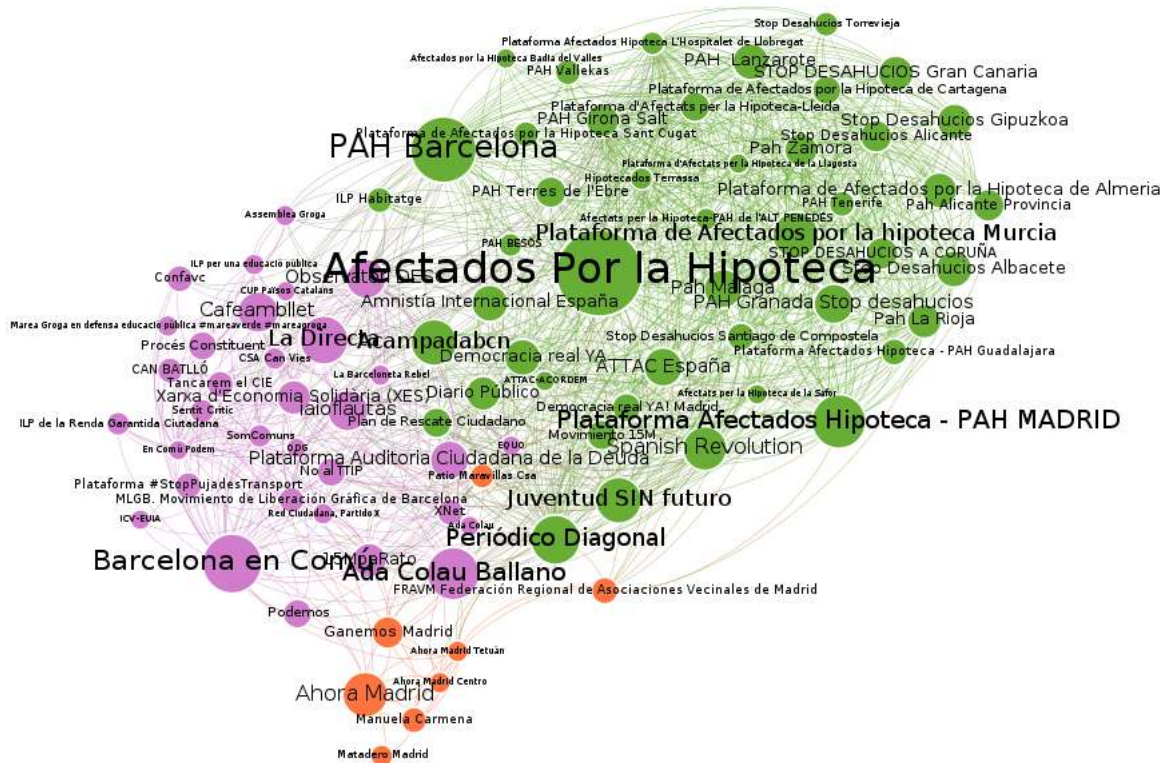 Stop Desahucios Torrevieja
Plataforma Afectados Hipoteca L'Hospitalet de Llobregat
Afectados por la Hipoteca Badia del Valles
PAH Lanzarote
PAH Vallekas
STOP DESAHUCIOS Gran Canaria
Plataforma de Afectados por la Hipoteca de Cartagena
Plataforma d'Afectats per la Hipoteca-Lleida
PAH Girona Salt
Stop Desahucios Gipuzkoa
Plataforma de Afectados por la Hipoteca Sant Cugat
Stop Desahucios Alicante
PAH Barcelona
Pah Zamora
Plataforma d'Afectats per la Hipoteca de la Llagosta
Hipotecados Terrassa
PAH Terres de l'Ebre
Plataforma de Afectados por la Hipoteca de Almeria
ILP Habitatge
PAH Tenerife
Pah Alicante Provincia
Assemblea Groga
Afectats per la Hipoteca-PAH de l'ALT PENEDÈS
Plataforma de Afectados por la hipoteca Murcia
PAH BESÒS
STOP DESAHUCIOS A CORUÑA
ILP per una educació pública
Afectados Por la Hipoteca
Stop Desahucios Albacete
Confavc
Observatori DESC
CUP Països Catalans
Pah Málaga
Cafeambllet
Amnistía Internacional España
PAH Granada Stop desahucios
Pah La Rioja
Marea Groga en defensa educació pública #mareaverde #mareagroga
La Directa
Acampadabcn
Stop Desahucios Santiago de Compostela
Procés Constituent
Plataforma Afectados Hipoteca - PAH Guadalajara
CSA Can Vies
Democracia real YA
CAN BATLLÓ
ATTAC España
La Barceloneta Rebel
Tancarem el CIE
ATTAC-ACORDEM
Xarxa d'Economia Solidària (XES)
Diario Público
Afectats per la Hipoteca de la Safor
Sentit Crític
Iaioflautas
Democracia real YA! Madrid
ILP de la Renda Garantida Ciutadana
Plan de Rescate Ciudadano
Plataforma Afectados Hipoteca - PAH MADRID
SomComuns
Movimiento 15M
En Comú Podem
ODG
EQUO
Spanish Revolution
Plataforma Auditoria Ciudadana de la Deuda
No al TTIP
Patio Maravillas Csa
Plataforma #StopPujadesTransport
MLGB. Movimiento de Liberación Gráfica de Barcelona
Juventud SIN futuro
ICV-EUiA
Red Ciudadana, Partido X
XNet
Ada Colau
Periódico Diagonal
Barcelona en Comú
15MpaRato
Ada Colau Ballano
FRAVM Federación Regional de Asociaciones Vecinales de Madrid
Podemos
Ganemos Madrid
Ahora Madrid Tetuán
Ahora Madrid Centro
Ahora Madrid
Manuela Carmena
Matadero Madrid